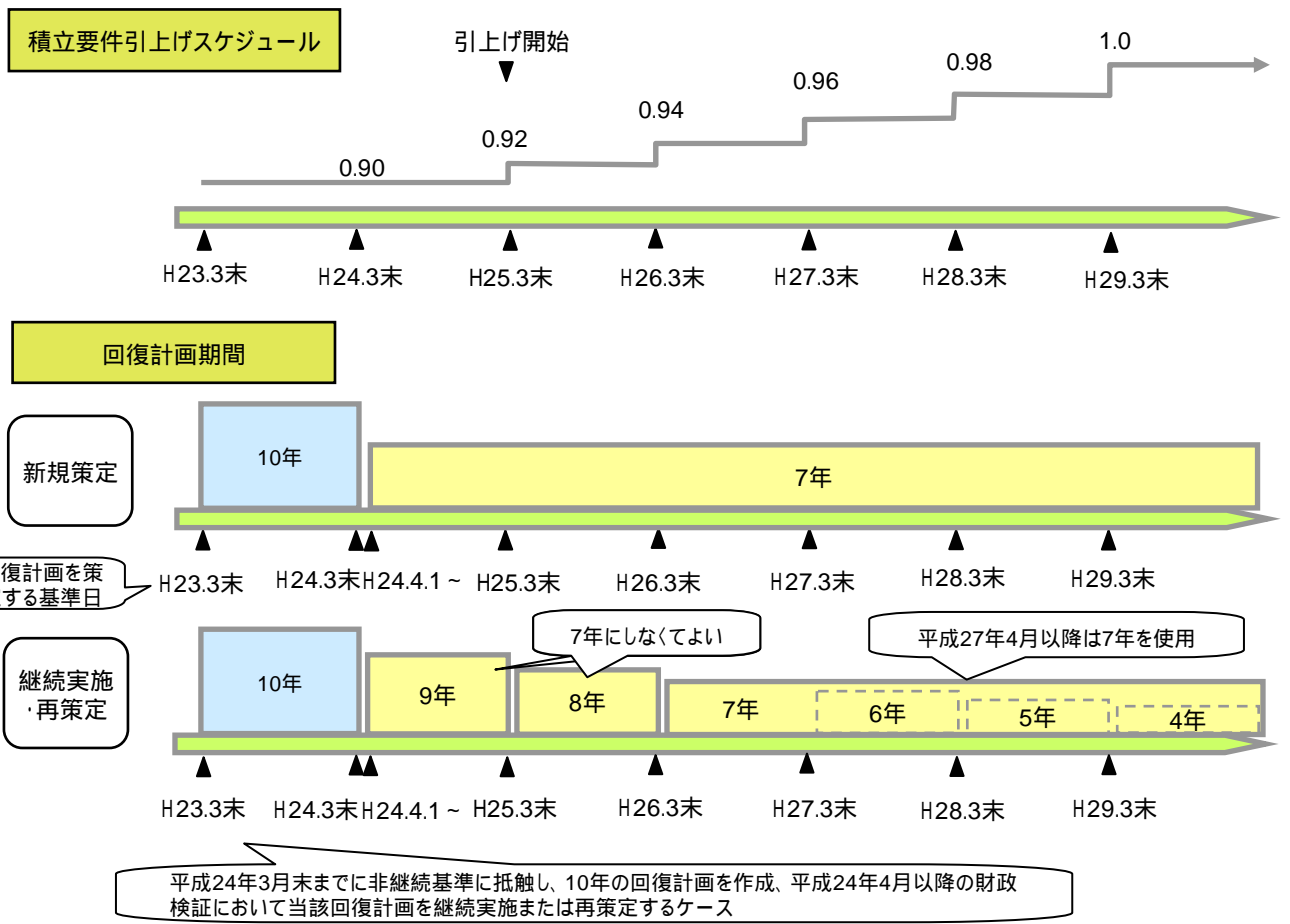 積立要件引上げスケジュール
引上げ開始
0.90
0.92
0.94
0.96
0.98
1.0
H23.3末 H24.3末 H25.3末 H26.3末 H27.3末 H28.3末 H29.3末
回復計画期間
新規策定
10年
7年
復計画を策
する基準日
H23.3末 H24.3末 H24.4.1 ~ H25.3末 H26.3末 H27.3末 H28.3末 H29.3末
7年にしなくてよい
平成27年4月以降は7年を使用
継続実施
・再策定
10年
9年
8年
7年
6年
5年
4年
H23.3末 H24.3末 H24.4.1 ~ H25.3末 H26.3末 H27.3末 H28.3末 H29.3末
平成24年3月末までに非継続基準に抵触し、10年の回復計画を作成、平成24年4月以降の財政
検証において当該回復計画を継続実施または再策定するケース